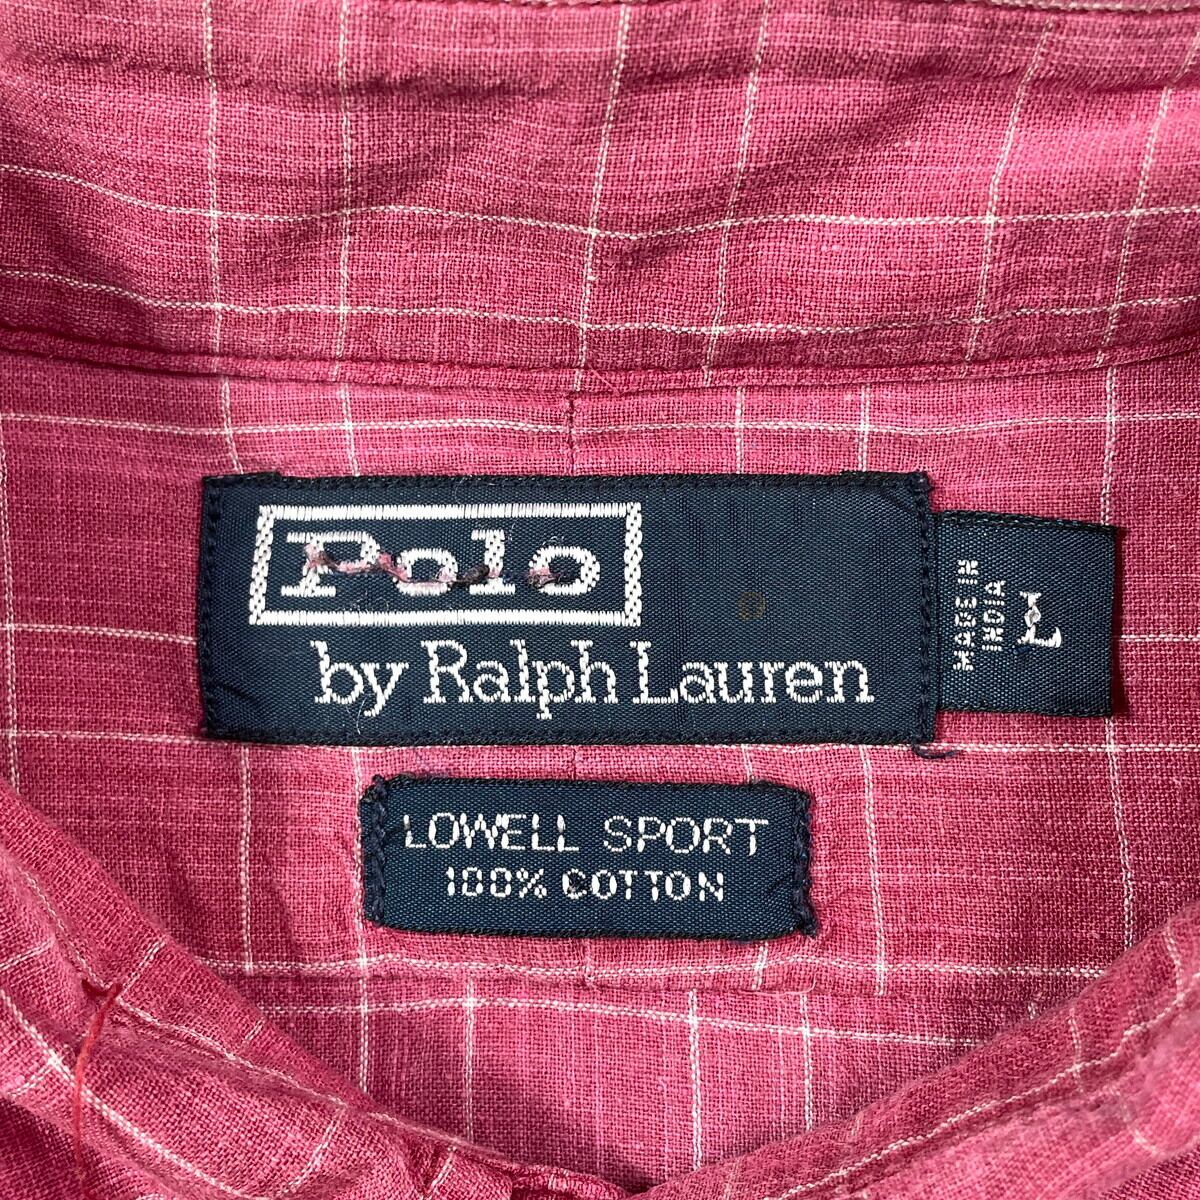 Polo
by Ralph Lauren
MADE IN
INDIA
L
LOWELL SPORT
100% COTTON